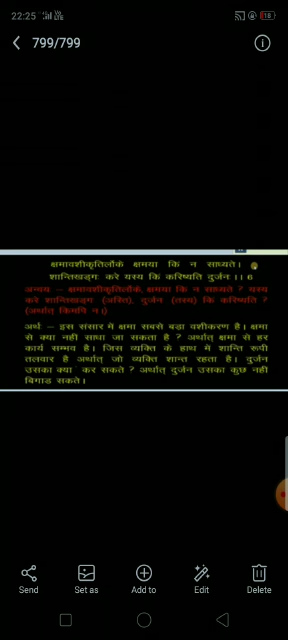 22:25
18
799/799
क्षमावशीकृतिर्लोके क्षमया किं न साध्यते।
शान्तिखड्गः करे यस्य किं करिष्यति दुर्जनः।। 6
अन्वय – क्षमावशीकृतिर्लोके, क्षमया किं न साध्यते ? यस्य
करे शान्तिखड्गः (अस्ति), दुर्जनः (तस्य) किं करिष्यति ?
(अर्थात् किमपि न।)
अर्थ – इस संसार में क्षमा सबसे बड़ा वशीकरण है। क्षमा
से क्या नहीं साधा जा सकता है ? अर्थात् क्षमा से हर
कार्य सम्भव है। जिस व्यक्ति के हाथ में शान्ति रूपी
तलवार है अर्थात् जो व्यक्ति शान्त रहता है। दुर्जन
उसका क्या कर सकते ? अर्थात् दुर्जन उसका कुछ नहीं
बिगाड़ सकते।
Send Set as Add to Edit Delete